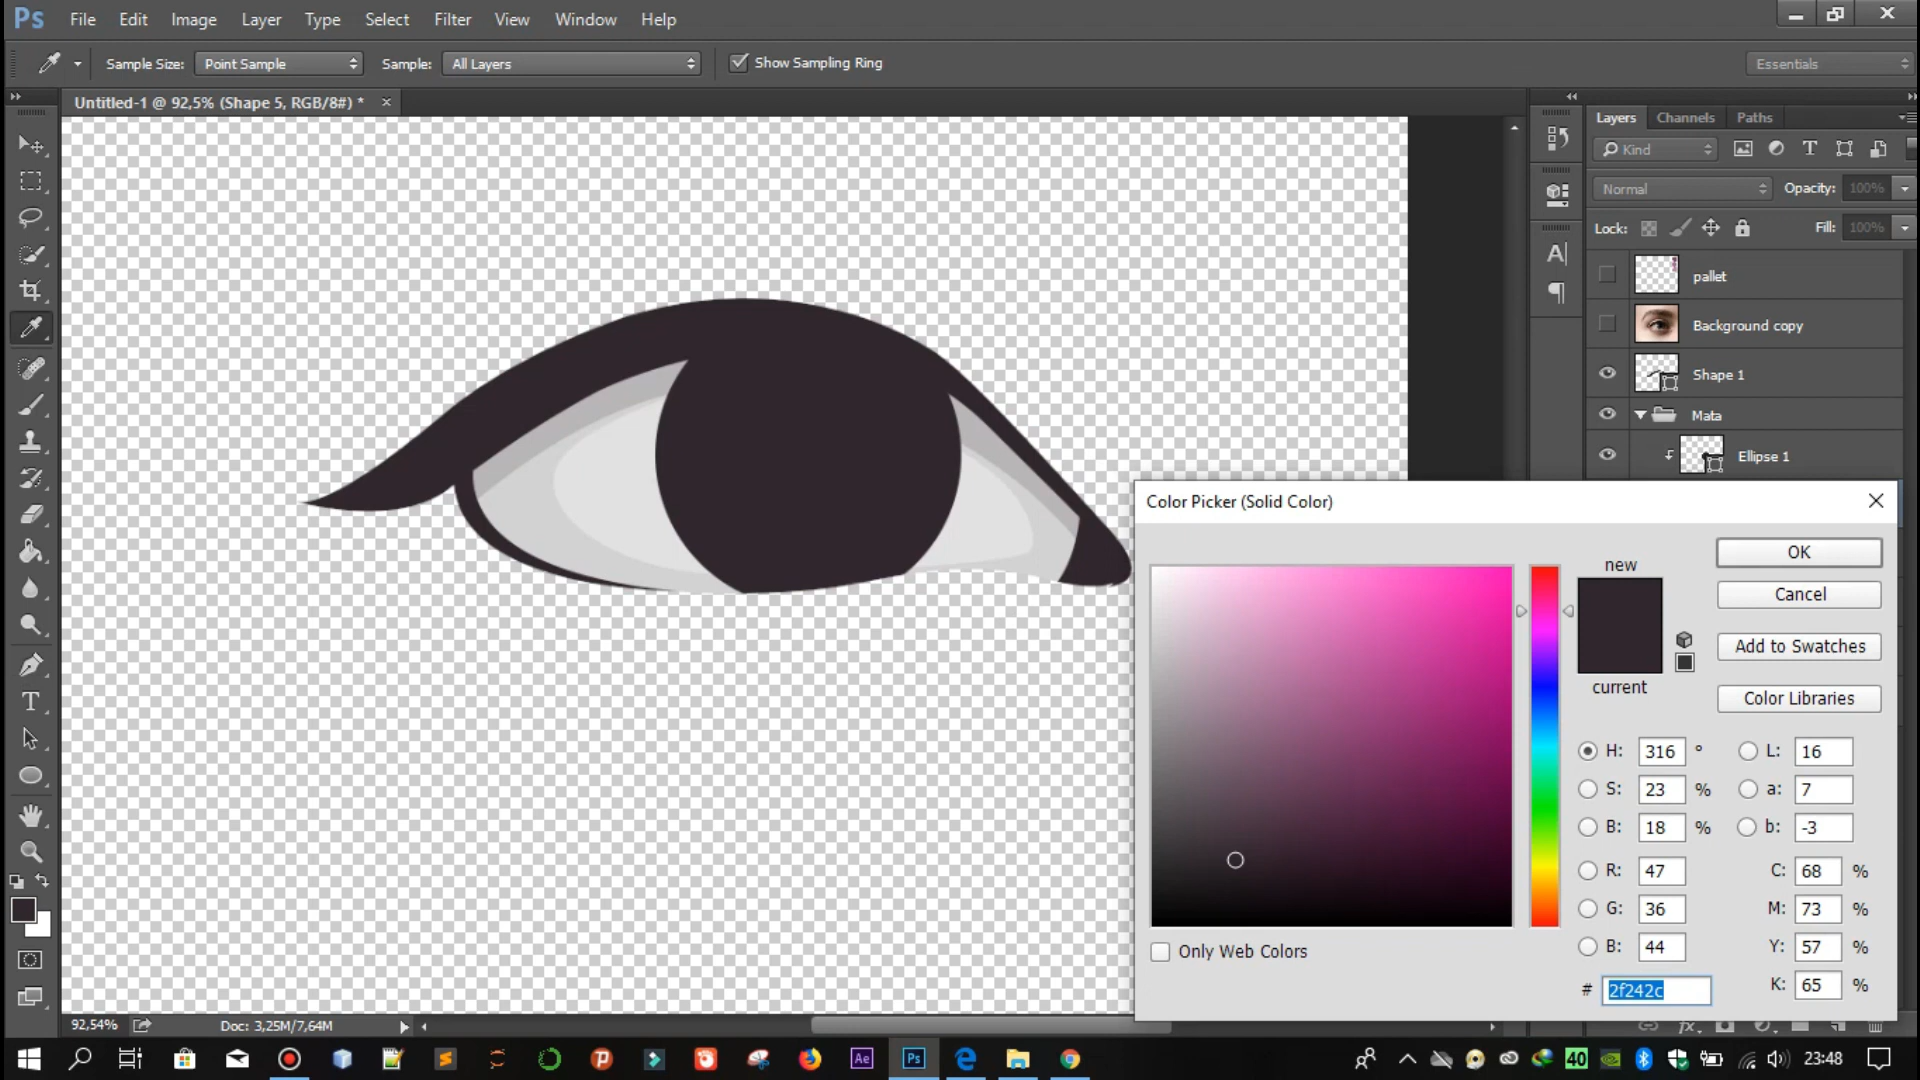 Ps File Edit Image Layer Type Select Filter View Window Help
Sample Size: Point Sample Sample: All Layers Show Sampling Ring Essentials
Untitled-1 @ 92,5% (Shape 5, RGB/8#) * ×
Layers Channels Paths
Kind
Normal Opacity: 100%
Lock: Fill: 100%
pallet
Background copy
Shape 1
Mata
Ellipse 1
Color Picker (Solid Color)
new
OK
Cancel
Add to Swatches
current
Color Libraries
H: 316 ° L: 16
S: 23 % a: 7
B: 18 % b: -3
R: 47 C: 68 %
G: 36 M: 73 %
B: 44 Y: 57 %
Only Web Colors
# 2f242c K: 65 %
92,54% Doc: 3,25M/7,64M
Ae Ps 40 23:48